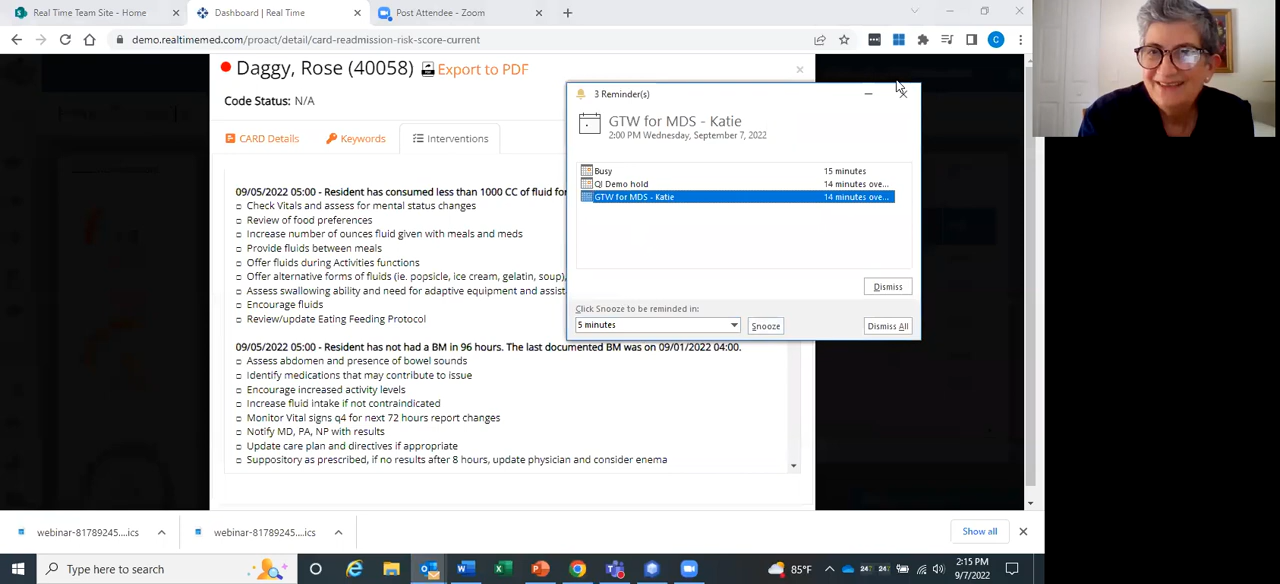 Real Time Team Site - Home
Dashboard | Real Time
Post Attendee - Zoom
demo.realtimemed.com/proact/detail/card-readmission-risk-score-current
C
Daggy, Rose (40058) Export to PDF
Code Status: N/A
CARD Details
Keywords
Interventions
09/05/2022 05:00 - Resident has consumed less than 1000 CC of fluid for
Check Vitals and assess for mental status changes
Review of food preferences
Increase number of ounces fluid given with meals and meds
Provide fluids between meals
Offer fluids during Activities functions
Offer alternative forms of fluids (ie. popsicle, ice cream, gelatin, soup),
Assess swallowing ability and need for adaptive equipment and assist
Encourage fluids
Review/update Eating Feeding Protocol
09/05/2022 05:00 - Resident has not had a BM in 96 hours. The last documented BM was on 09/01/2022 04:00.
Assess abdomen and presence of bowel sounds
Identify medications that may contribute to issue
Encourage increased activity levels
Increase fluid intake if not contraindicated
Monitor Vital signs q4 for next 72 hours report changes
Notify MD, PA, NP with results
Update care plan and directives if appropriate
Suppository as prescribed, if no results after 8 hours, update physician and consider enema
3 Reminder(s)
GTW for MDS - Katie
2:00 PM Wednesday, September 7, 2022
Busy 15 minutes
QI Demo hold 14 minutes ove...
GTW for MDS - Katie 14 minutes ove...
Dismiss
Click Snooze to be reminded in:
5 minutes
Snooze
Dismiss All
webinar-81789245....ics
webinar-81789245....ics
Show all
Type here to search
85°F
247 247
2:15 PM
9/7/2022